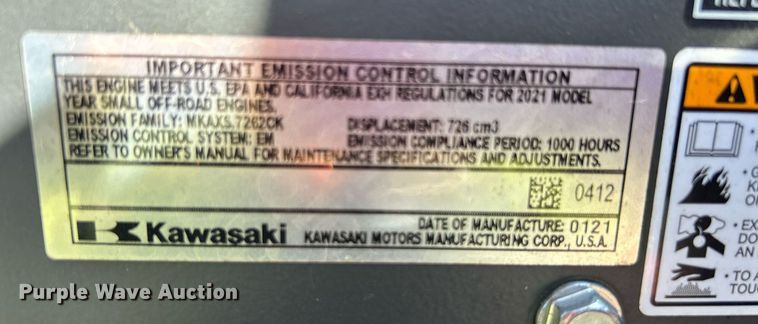 IMPORTANT EMISSION CONTROL INFORMATION
THIS ENGINE MEETS U.S. EPA AND CALIFORNIA EXH REGULATIONS FOR 2021 MODEL
YEAR SMALL OFF-ROAD ENGINES.
EMISSION FAMILY: MKAXS.7262CK DISPLACEMENT: 726 cm3
EMISSION CONTROL SYSTEM: EM EMISSION COMPLIANCE PERIOD: 1000 HOURS
REFER TO OWNER'S MANUAL FOR MAINTENANCE SPECIFICATIONS AND ADJUSTMENTS.
0412
Kawasaki
DATE OF MANUFACTURE: 0121
KAWASAKI MOTORS MANUFACTURING CORP., U.S.A.
AN
• TO A
TOUC
Purple Wave Auction